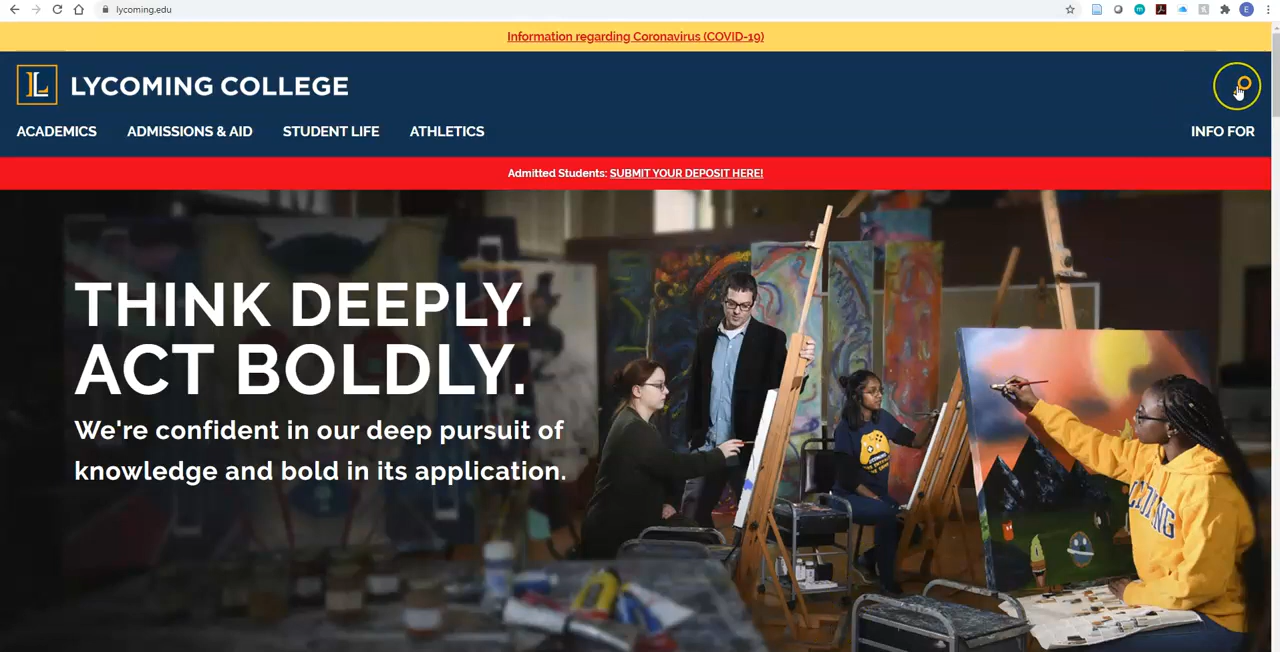 lycoming.edu
E
Information regarding Coronavirus (COVID-19)
L LYCOMING COLLEGE
ACADEMICS ADMISSIONS & AID STUDENT LIFE ATHLETICS INFO FOR
Admitted Students: SUBMIT YOUR DEPOSIT HERE!
THINK DEEPLY.
ACT BOLDLY.
We're confident in our deep pursuit of
knowledge and bold in its application.